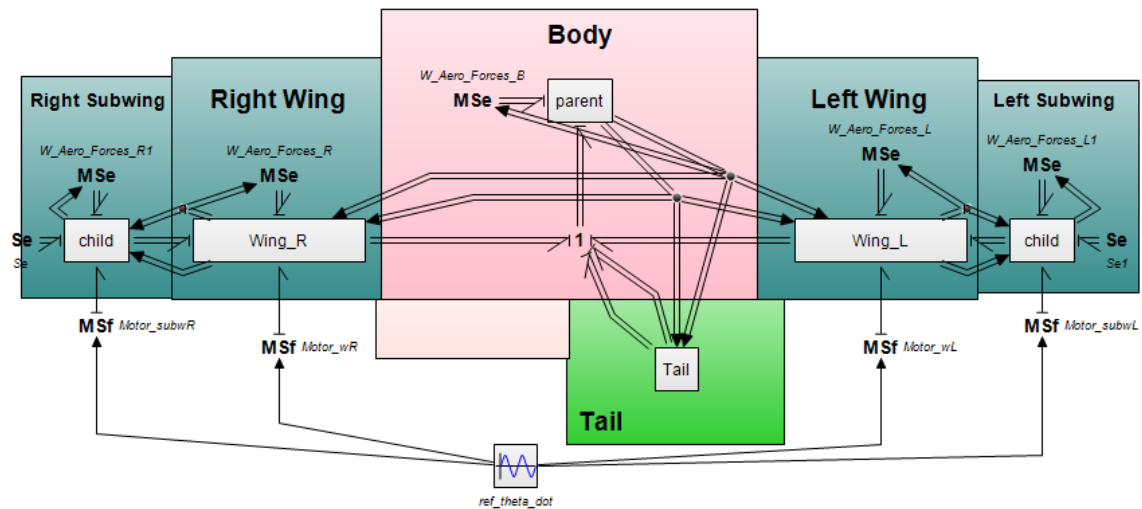 Body
Right Subwing
Right Wing
Left Wing
Left Subwing
W_Aero_Forces_B
MSe
parent
W_Aero_Forces_R1
MSe
W_Aero_Forces_R
MSe
W_Aero_Forces_L
MSe
W_Aero_Forces_L1
MSe
Se
Se
child
Wing_R
1
Wing_L
child
Se
Se1
MSf Motor_subwR
MSf Motor_wR
MSf Motor_wL
MSf Motor_subwL
Tail
Tail
ref_theta_dot